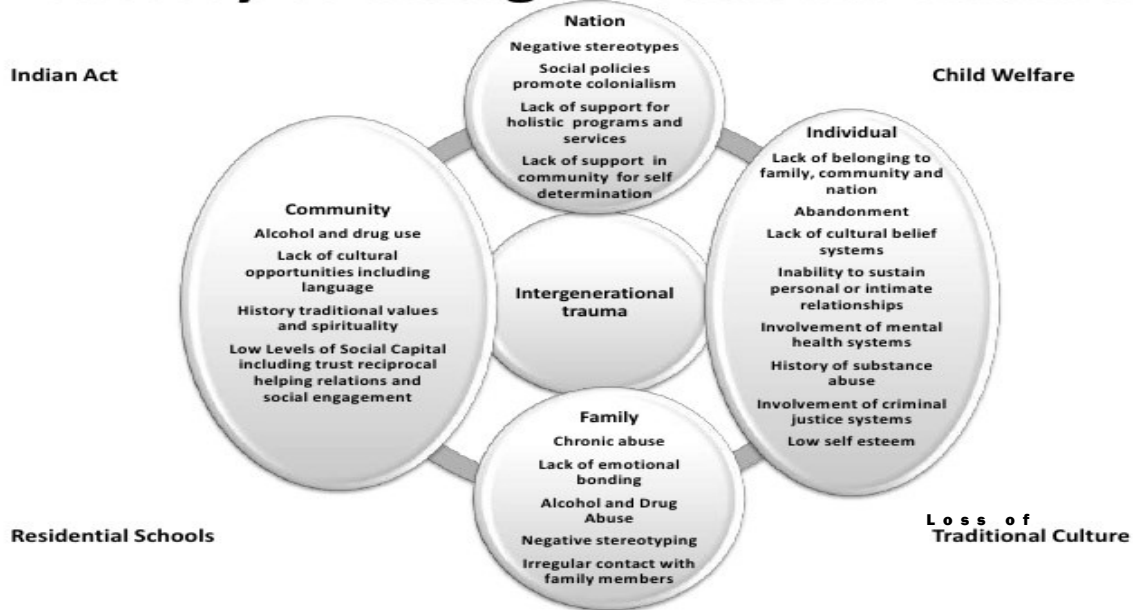 Indian Act
Child Welfare
Nation
Negative stereotypes
Social policies
promote colonialism
Lack of support for
holistic programs and
services
Lack of support in
community for self
determination
Individual
Lack of belonging to
family, community and
nation
Abandonment
Lack of cultural belief
systems
Inability to sustain
personal or intimate
relationships
Involvement of mental
health systems
History of substance
abuse
Involvement of criminal
justice systems
Low self esteem
Community
Alcohol and drug use
Lack of cultural
opportunities including
language
History traditional values
and spirituality
Low Levels of Social Capital
including trust reciprocal
helping relations and
social engagement
Intergenerational
trauma
Family
Chronic abuse
Lack of emotional
bonding
Alcohol and Drug
Abuse
Negative stereotyping
Irregular contact with
family members
Residential Schools
Loss of
Traditional Culture